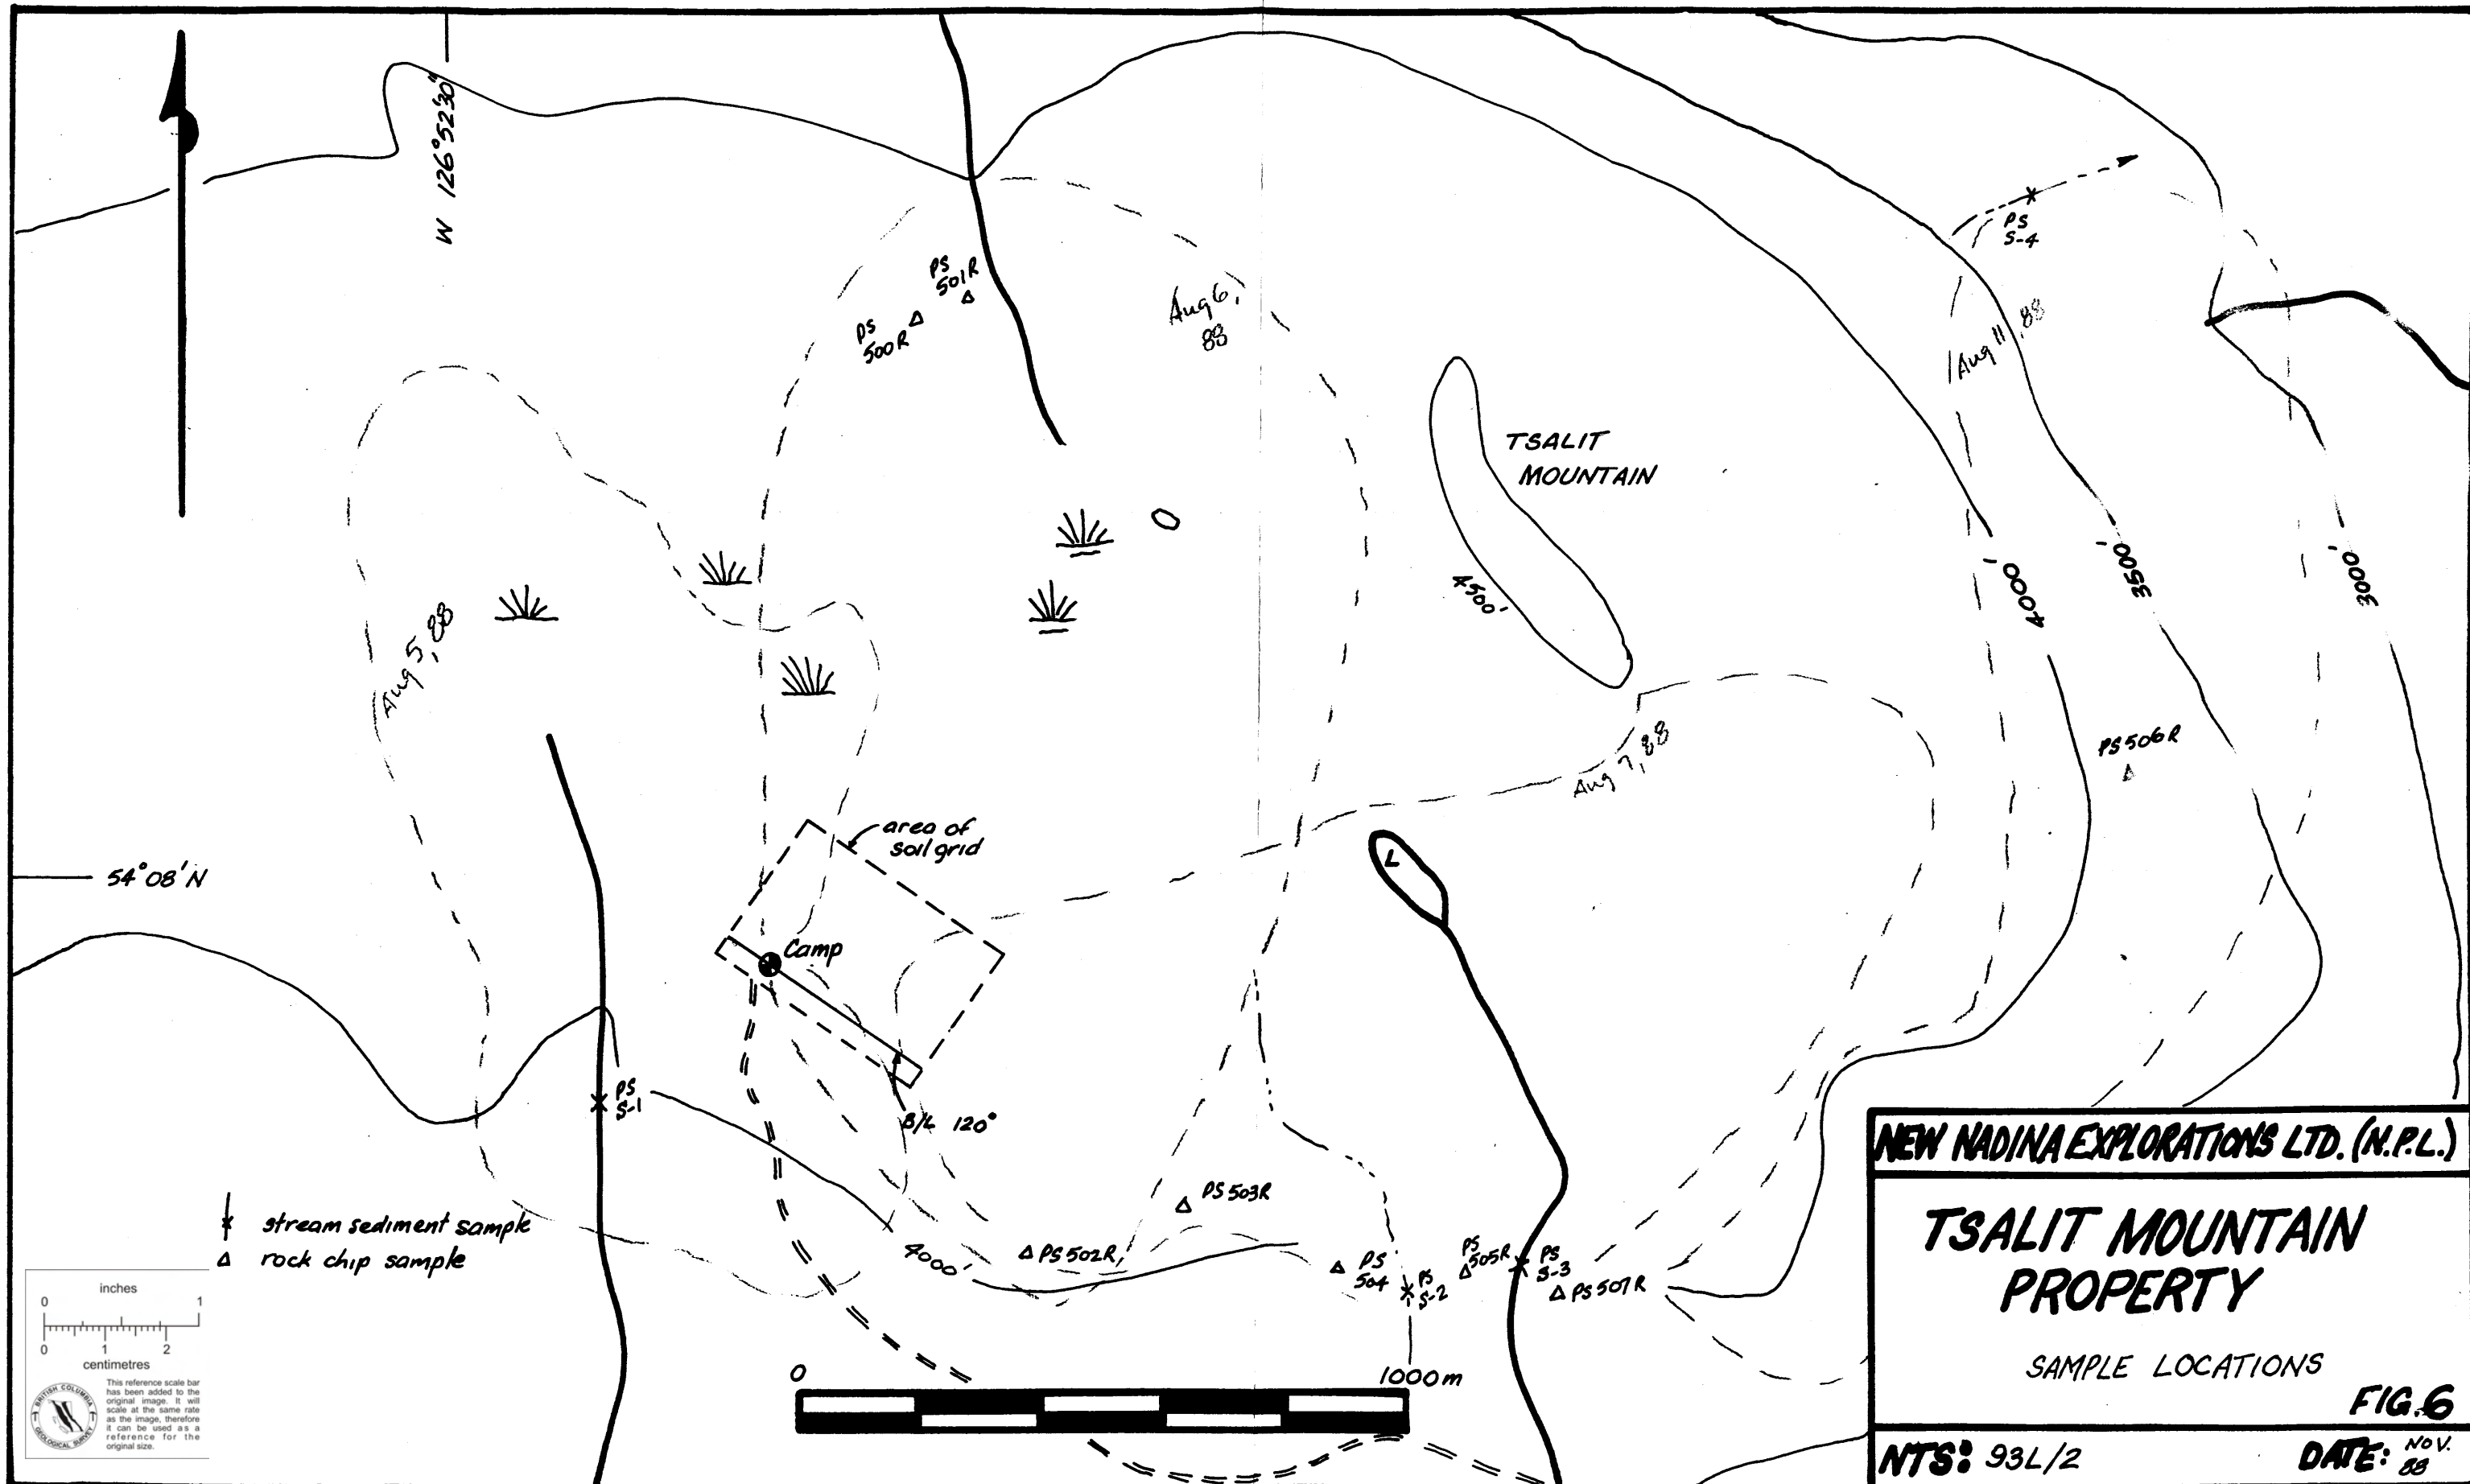 W 126°52'30"
PS
501R
PS
500R
Aug 6,
88
PS
S-4
Aug 11, 88
TSALIT
MOUNTAIN
4500'
4000'
3500'
3000'
Aug 5, 88
Aug 7, 88
PS 506R
area of
soil grid
L
54°08'N
Camp
PS
S-1
B/L 120°
PS 503R
4000'
PS 502R
PS
504
PS
S-2
PS
505R
PS
S-3
PS 507R
stream sediment sample
rock chip sample
inches
0 1
0 1 2
centimetres
This reference scale bar
has been added to the
original image. It will
scale at the same rate
as the image, therefore
it can be used as a
reference for the
original size.
BRITISH COLUMBIA
GEOLOGICAL SURVEY
0 1000m
NEW NADINA EXPLORATIONS LTD. (N.P.L.)
TSALIT MOUNTAIN
PROPERTY
SAMPLE LOCATIONS
FIG. 6
NTS: 93L/2
DATE: NOV.
88